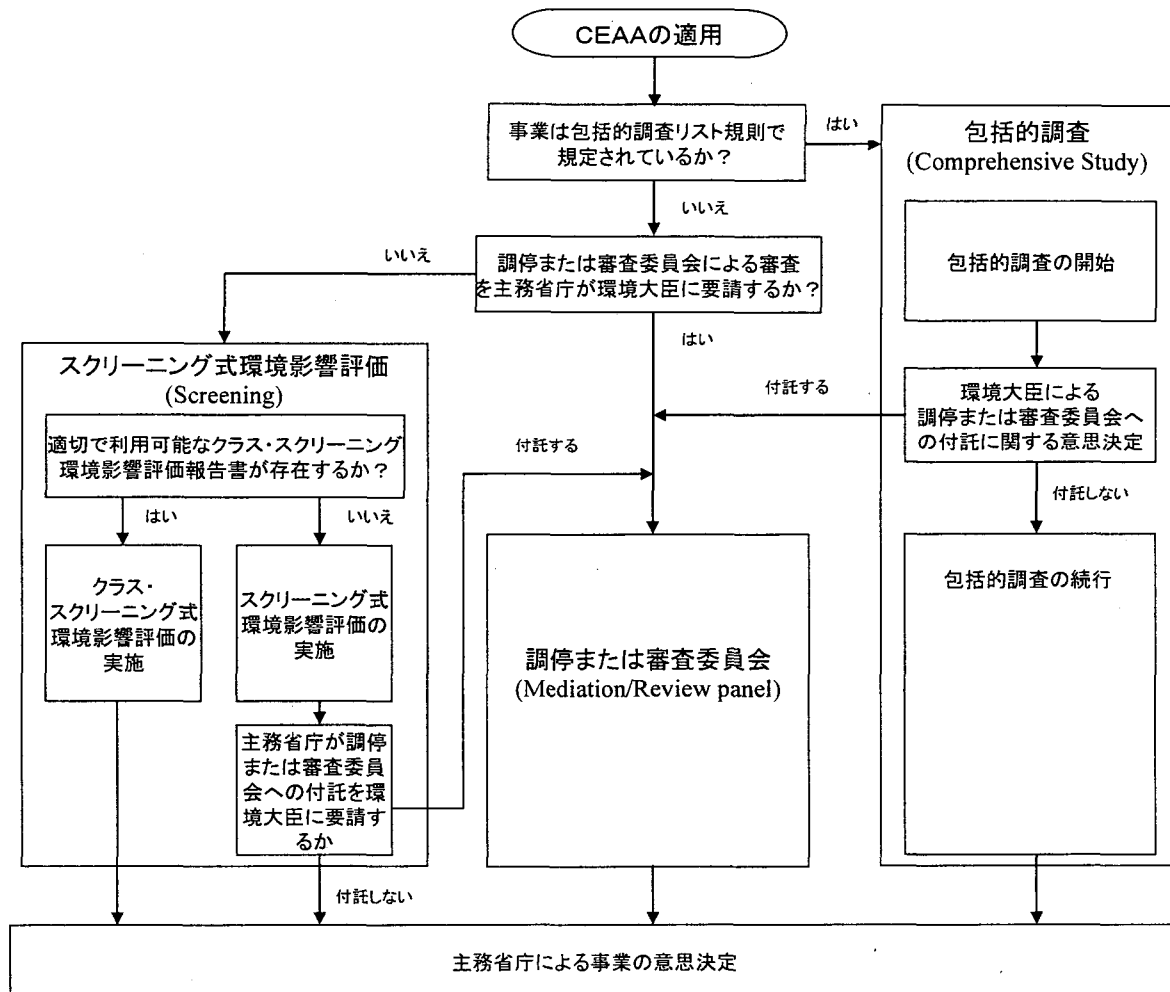 CEAAの適用
事業は包括的調査リスト規則で
規定されているか？
はい
いいえ
調停または審査委員会による審査
を主務省庁が環境大臣に要請するか？
いいえ
はい
包括的調査
(Comprehensive Study)
包括的調査の開始
環境大臣による
調停または審査委員会へ
の付託に関する意思決定
付託する
付託しない
包括的調査の続行
スクリーニング式環境影響評価
(Screening)
適切で利用可能なクラス・スクリーニング
環境影響評価報告書が存在するか？
はい
いいえ
クラス・
スクリーニング式
環境影響評価の
実施
スクリーニング式
環境影響評価の
実施
主務省庁が調停
または審査委員
会への付託を環
境大臣に要請す
るか
付託する
付託しない
調停または審査委員会
(Mediation/Review panel)
主務省庁による事業の意思決定